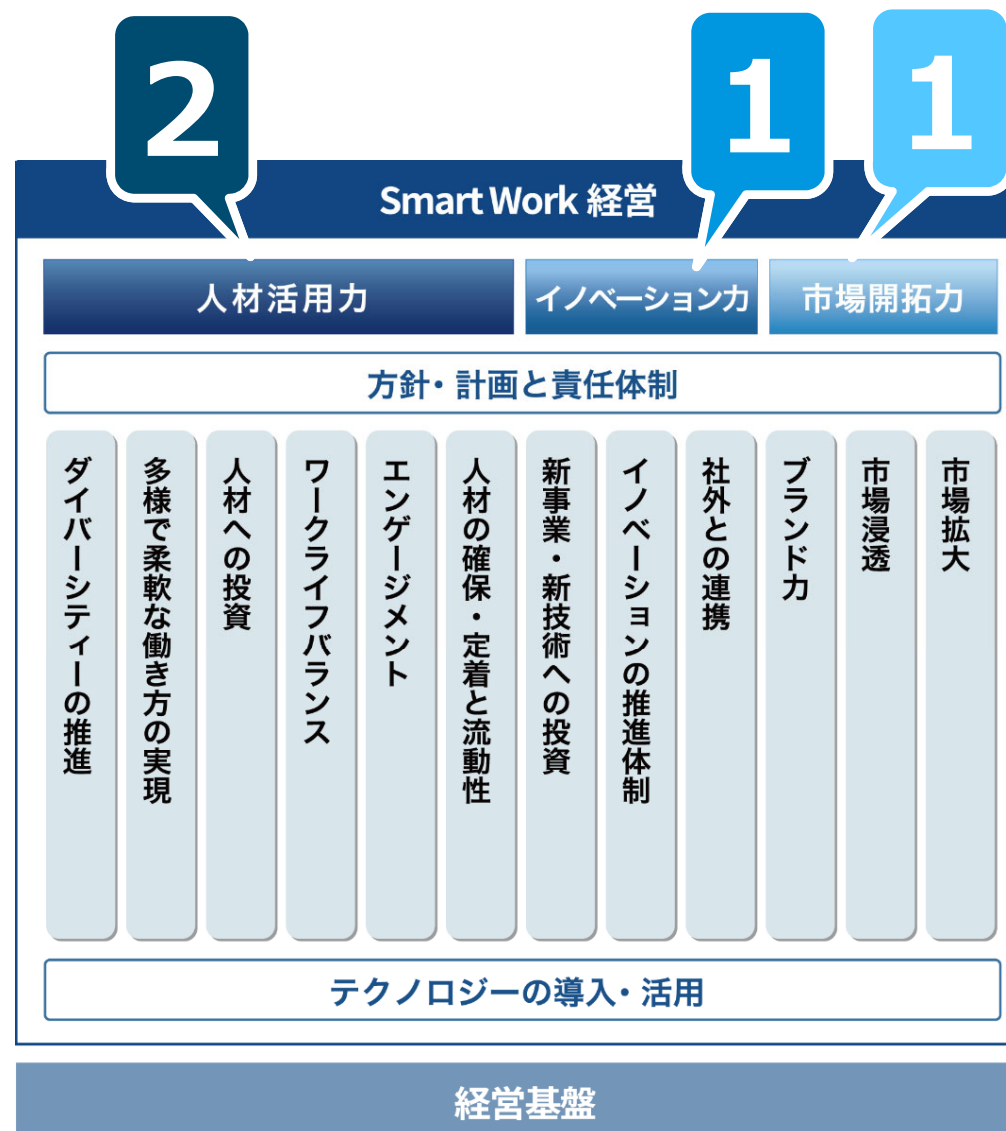 2
1
1
Smart Work 経営
人材活用力
イノベーション力
市場開拓力
方針・計画と責任体制
ダイバーシティーの推進
多様で柔軟な働き方の実現
人材への投資
ワークライフバランス
エンゲージメント
人材の確保・定着と流動性
新事業・新技術への投資
イノベーションの推進体制
社外との連携
ブランド力
市場浸透
市場拡大
テクノロジーの導入・活用
経営基盤